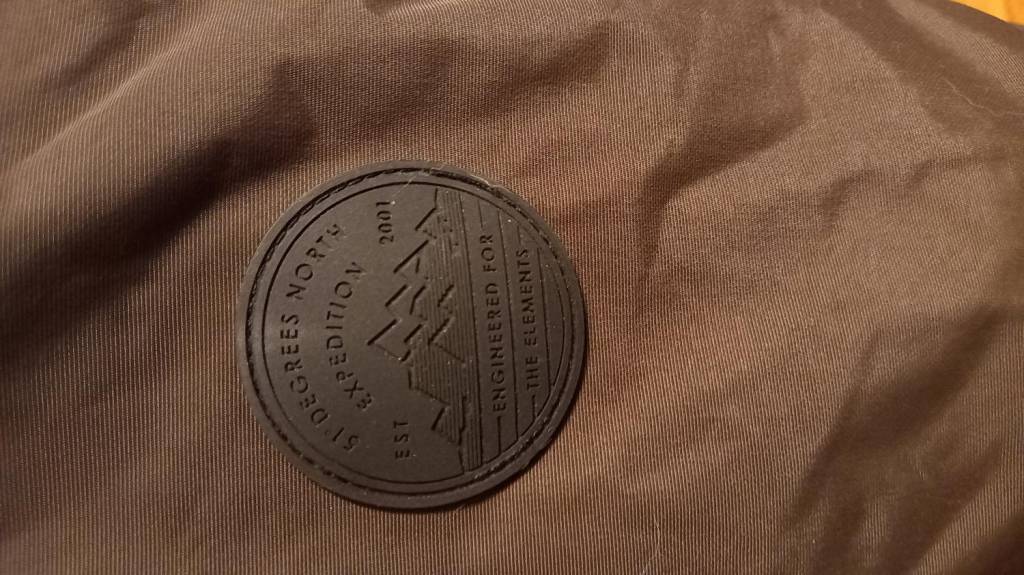 51° DEGREES NORTH
EXPEDITION
EST 2001
ENGINEERED FOR
THE ELEMENTS